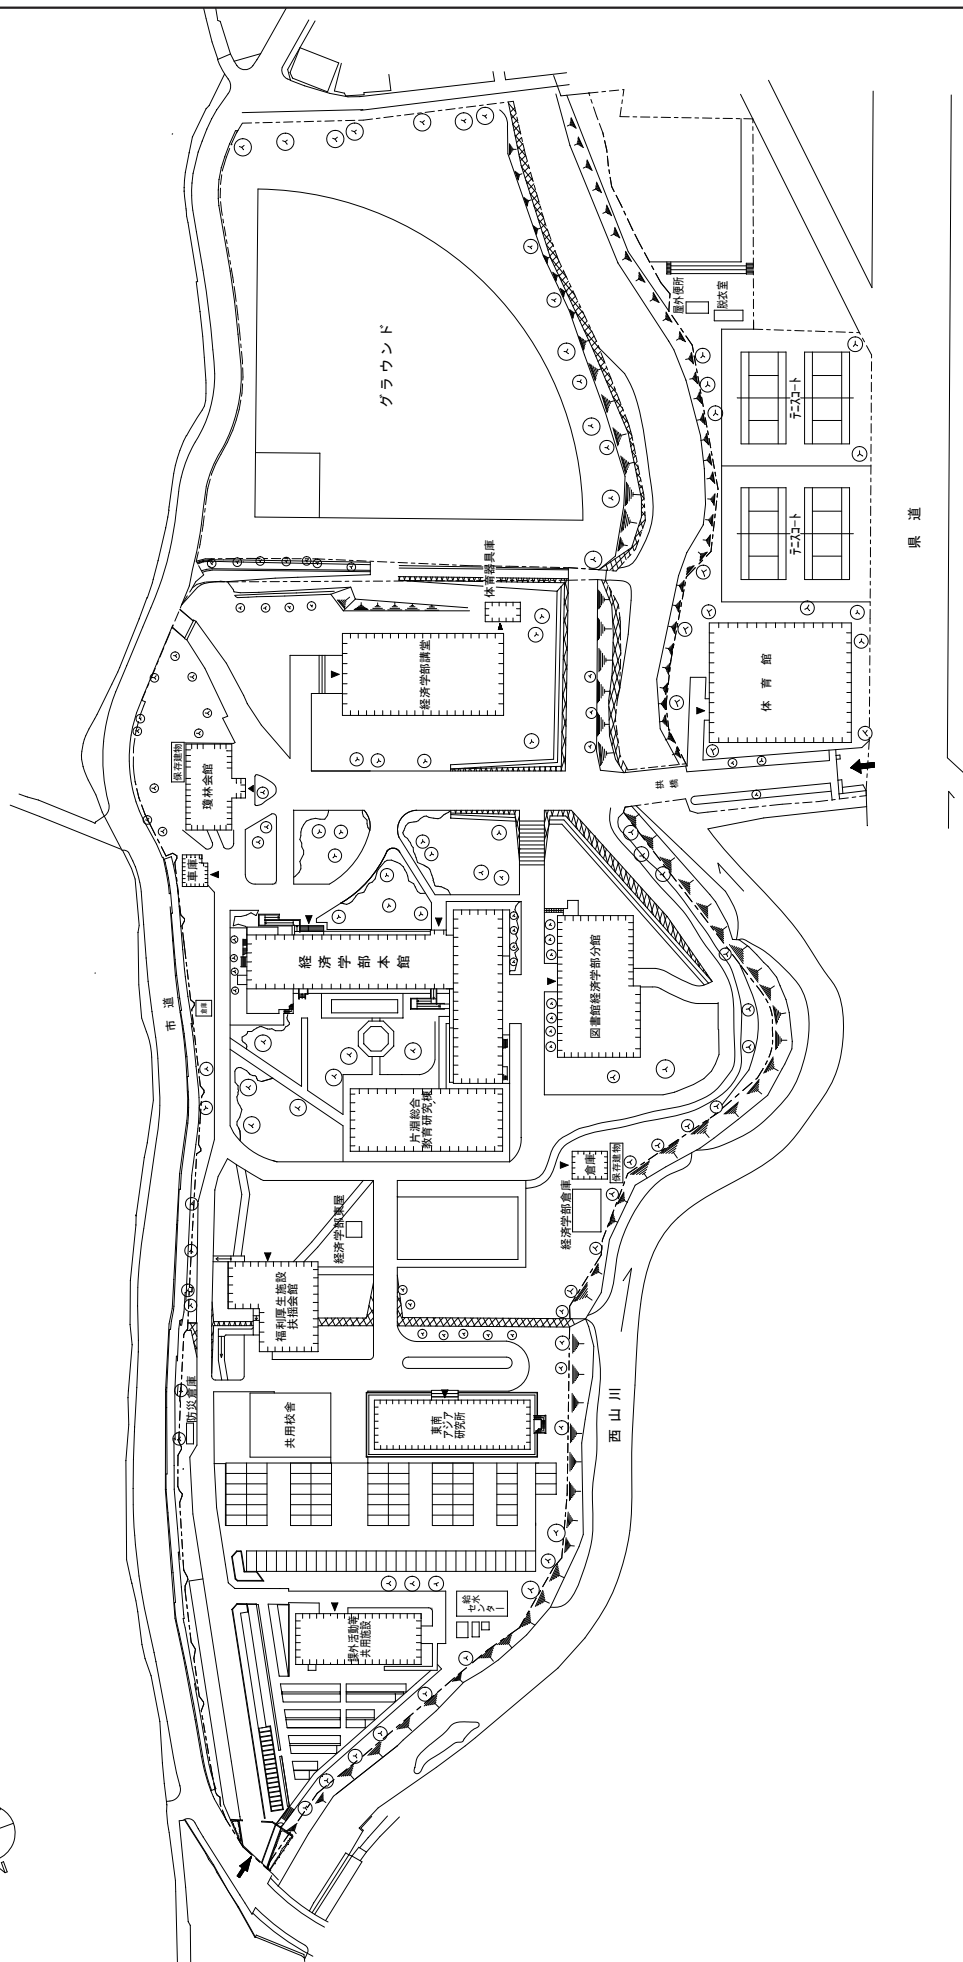 グラウンド
屋外便所
脱衣室
テニスコート
テニスコート
県道
体育器具庫
経済学部講堂
体育館
保存建物
瓊林会館
拱橋
車庫
経済学部本館
図書館経済学部分館
市道
倉庫
片淵総合
教育研究棟
倉庫
保存建物
経済学部倉庫
経済学部東屋
福利厚生施設
扶揺会館
防災倉庫
共用校舎
東南
アジア
研究所
西山川
給水
センター
課外活動等
共用施設